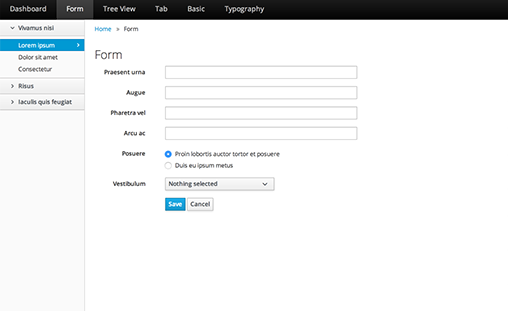 Dashboard Form Tree View Tab Basic Typography
Vivamus nisi
Lorem ipsum
Dolor sit amet
Consectetur
Risus
Iaculis quis feugiat
Home » Form
Form
Praesent urna
Augue
Pharetra vel
Arcu ac
Posuere Proin lobortis auctor tortor et posuere
Duis eu ipsum metus
Vestibulum Nothing selected
Save Cancel